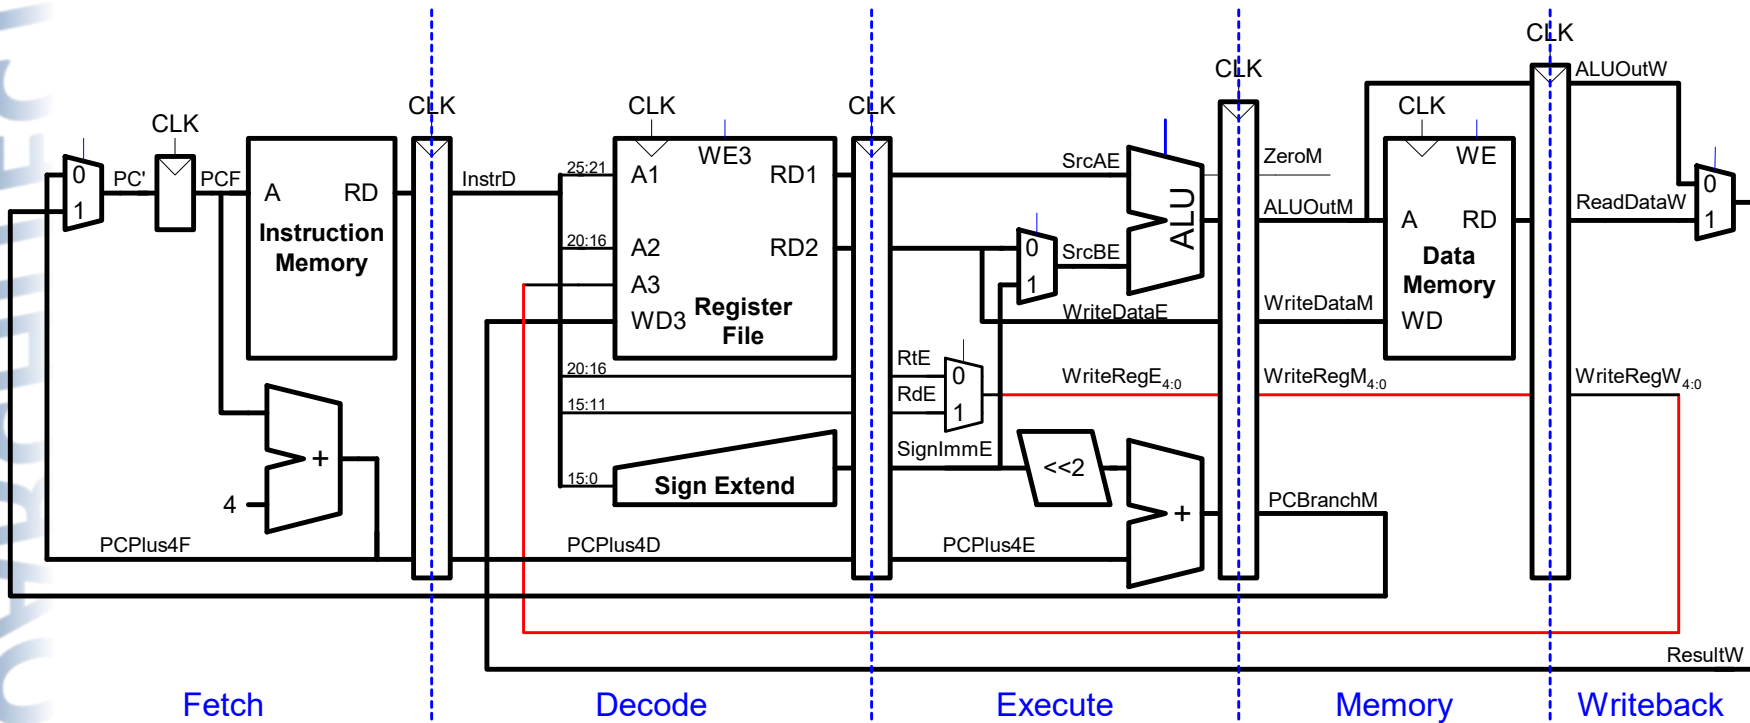 CLK
CLK
ALUOutW
CLK
CLK
CLK
CLK
CLK
0
1
PC'
PCF
A
RD
Instruction
Memory
InstrD
25:21
A1
WE3
RD1
20:16
A2
RD2
A3
Register
File
WD3
SrcAE
0
1
SrcBE
ALU
ZeroM
ALUOutM
WE
A
RD
Data
Memory
WD
ReadDataW
0
1
WriteDataE
WriteDataM
20:16
RtE
0
15:11
RdE
1
WriteRegE4:0
WriteRegM4:0
WriteRegW4:0
+
4
15:0
Sign Extend
SignImmE
<<2
+
PCBranchM
PCPlus4F
PCPlus4D
PCPlus4E
ResultW
Fetch
Decode
Execute
Memory
Writeback